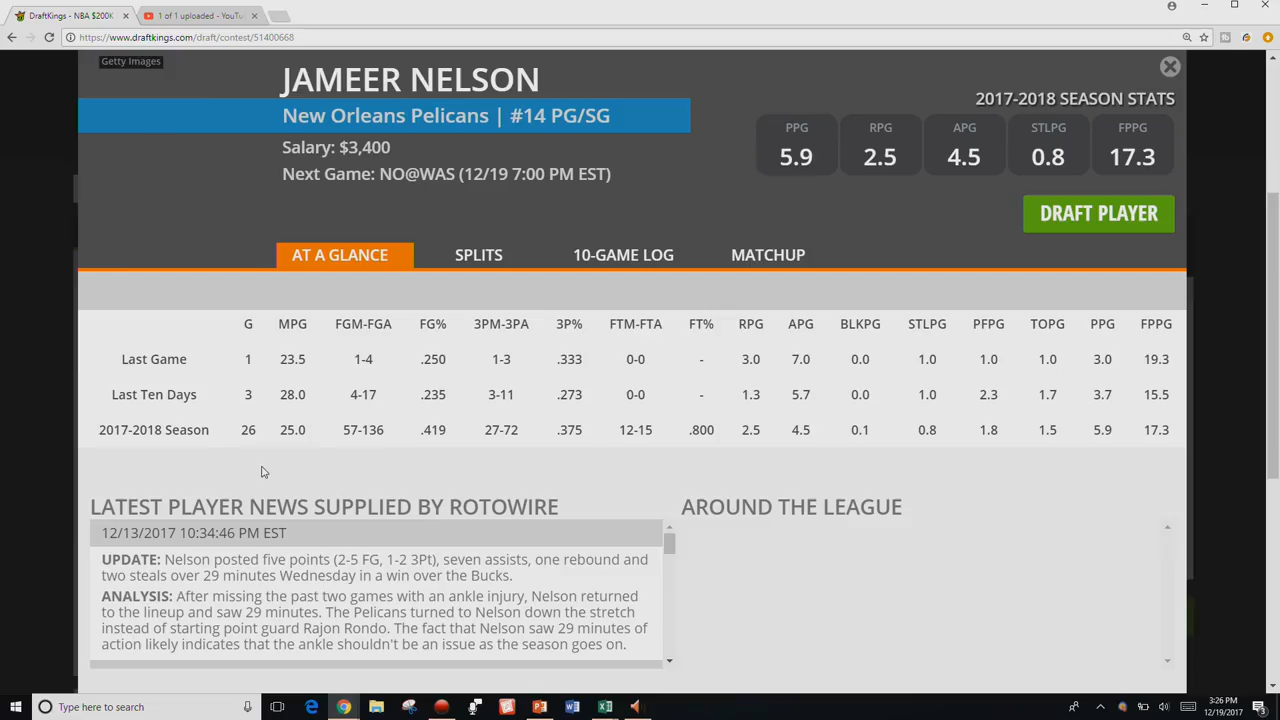 DraftKings - NBA $200K
1 of 1 uploaded - YouTu
https://www.draftkings.com/draft/contest/51400668
Getty Images
JAMEER NELSON
New Orleans Pelicans | #14 PG/SG
Salary: $3,400
Next Game: NO@WAS (12/19 7:00 PM EST)
2017-2018 SEASON STATS
PPG RPG APG STLPG FPPG
5.9 2.5 4.5 0.8 17.3
DRAFT PLAYER
AT A GLANCE SPLITS 10-GAME LOG MATCHUP
G MPG FGM-FGA FG% 3PM-3PA 3P% FTM-FTA FT% RPG APG BLKPG STLPG PFPG TOPG PPG FPPG
Last Game 1 23.5 1-4 .250 1-3 .333 0-0 - 3.0 7.0 0.0 1.0 1.0 1.0 3.0 19.3
Last Ten Days 3 28.0 4-17 .235 3-11 .273 0-0 - 1.3 5.7 0.0 1.0 2.3 1.7 3.7 15.5
2017-2018 Season 26 25.0 57-136 .419 27-72 .375 12-15 .800 2.5 4.5 0.1 0.8 1.8 1.5 5.9 17.3
LATEST PLAYER NEWS SUPPLIED BY ROTOWIRE
12/13/2017 10:34:46 PM EST
UPDATE: Nelson posted five points (2-5 FG, 1-2 3Pt), seven assists, one rebound and
two steals over 29 minutes Wednesday in a win over the Bucks.
ANALYSIS: After missing the past two games with an ankle injury, Nelson returned
to the lineup and saw 29 minutes. The Pelicans turned to Nelson down the stretch
instead of starting point guard Rajon Rondo. The fact that Nelson saw 29 minutes of
action likely indicates that the ankle shouldn't be an issue as the season goes on.
AROUND THE LEAGUE
Type here to search
3:26 PM
12/19/2017